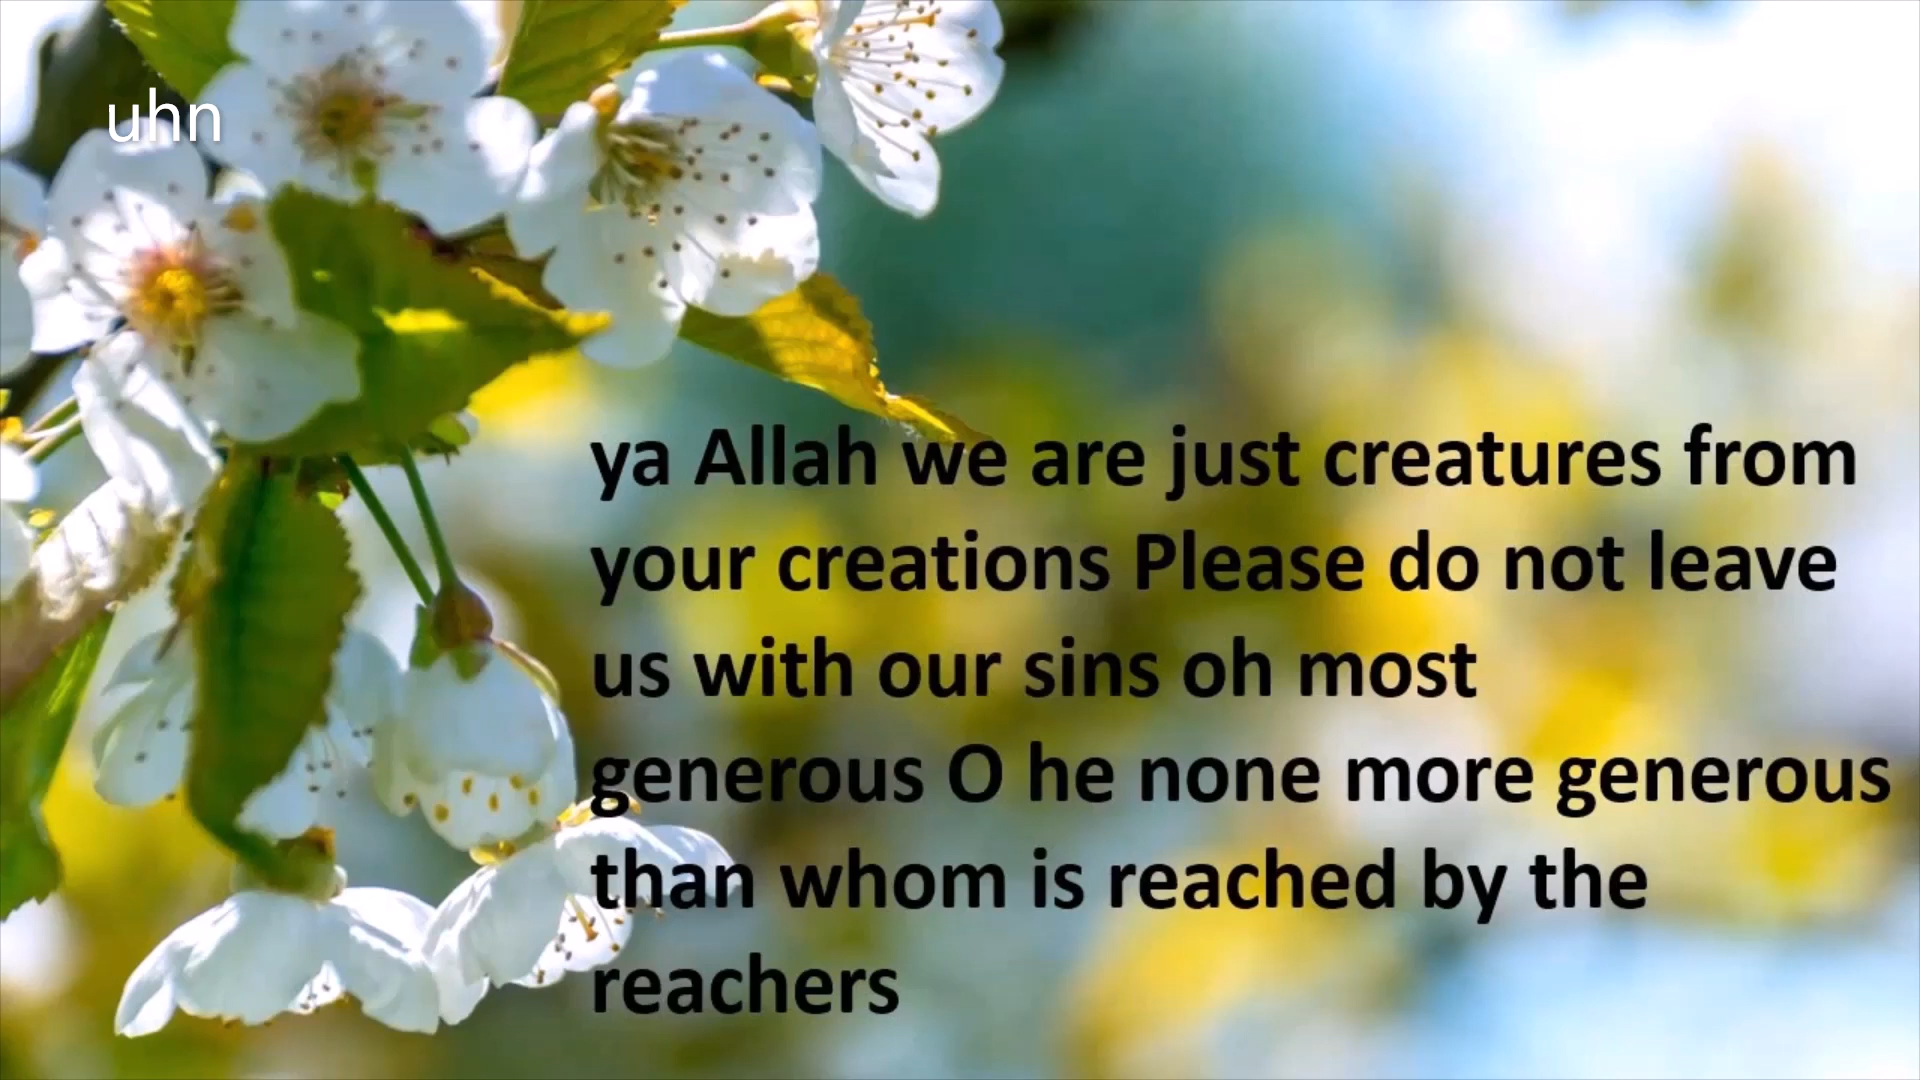 uhn
ya Allah we are just creatures from
your creations Please do not leave
us with our sins oh most
generous O he none more generous
than whom is reached by the
reachers